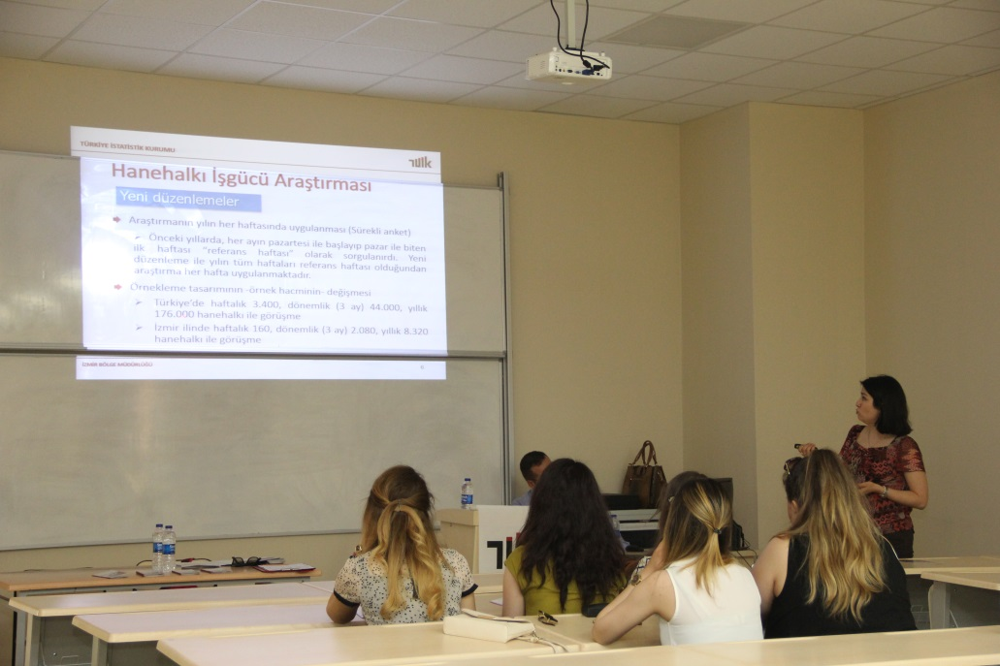 TÜRKİYE İSTATİSTİK KURUMU
TÜİK
Hanehalkı İşgücü Araştırması
Yeni düzenlemeler
Araştırmanın yılın her haftasında uygulanması (Sürekli anket)
Önceki yıllarda, her ayın pazartesi ile başlayıp pazar ile biten
ilk haftası "referans haftası" olarak sorgulanırdı. Yeni
düzenleme ile yılın tüm haftaları referans haftası olduğundan
araştırma her hafta uygulanmaktadır.
Örnekleme tasarımının -örnek hacminin- değişmesi
Türkiye'de haftalık 3.400, dönemlik (3 ay) 44.000, yıllık
176.000 hanehalkı ile görüşme
İzmir ilinde haftalık 160, dönemlik (3 ay) 2.080, yıllık 8.320
hanehalkı ile görüşme
İZMİR BÖLGE MÜDÜRLÜĞÜ